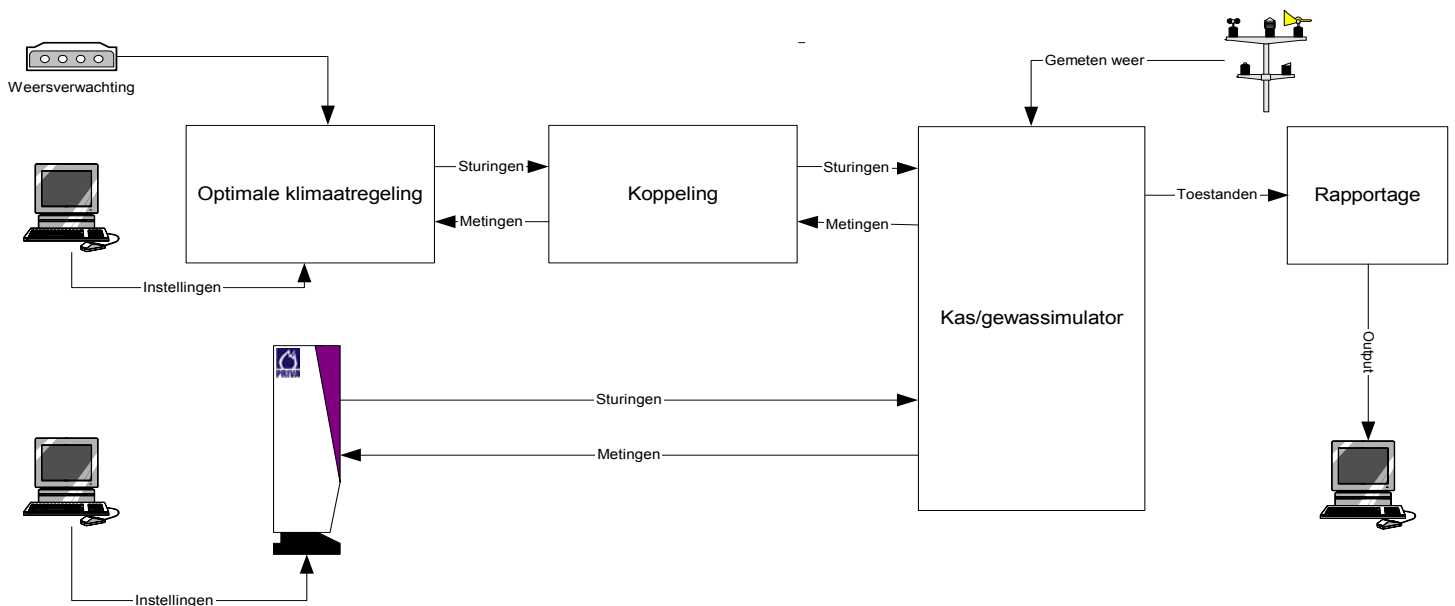 Gemeten weer
Weersverwachting
Sturingen
Sturingen
Optimale klimaatregeling
Koppeling
Toestanden
Rapportage
Metingen
Metingen
Instellingen
Kas/gewassimulator
Output
PRIVA
Sturingen
Metingen
Instellingen